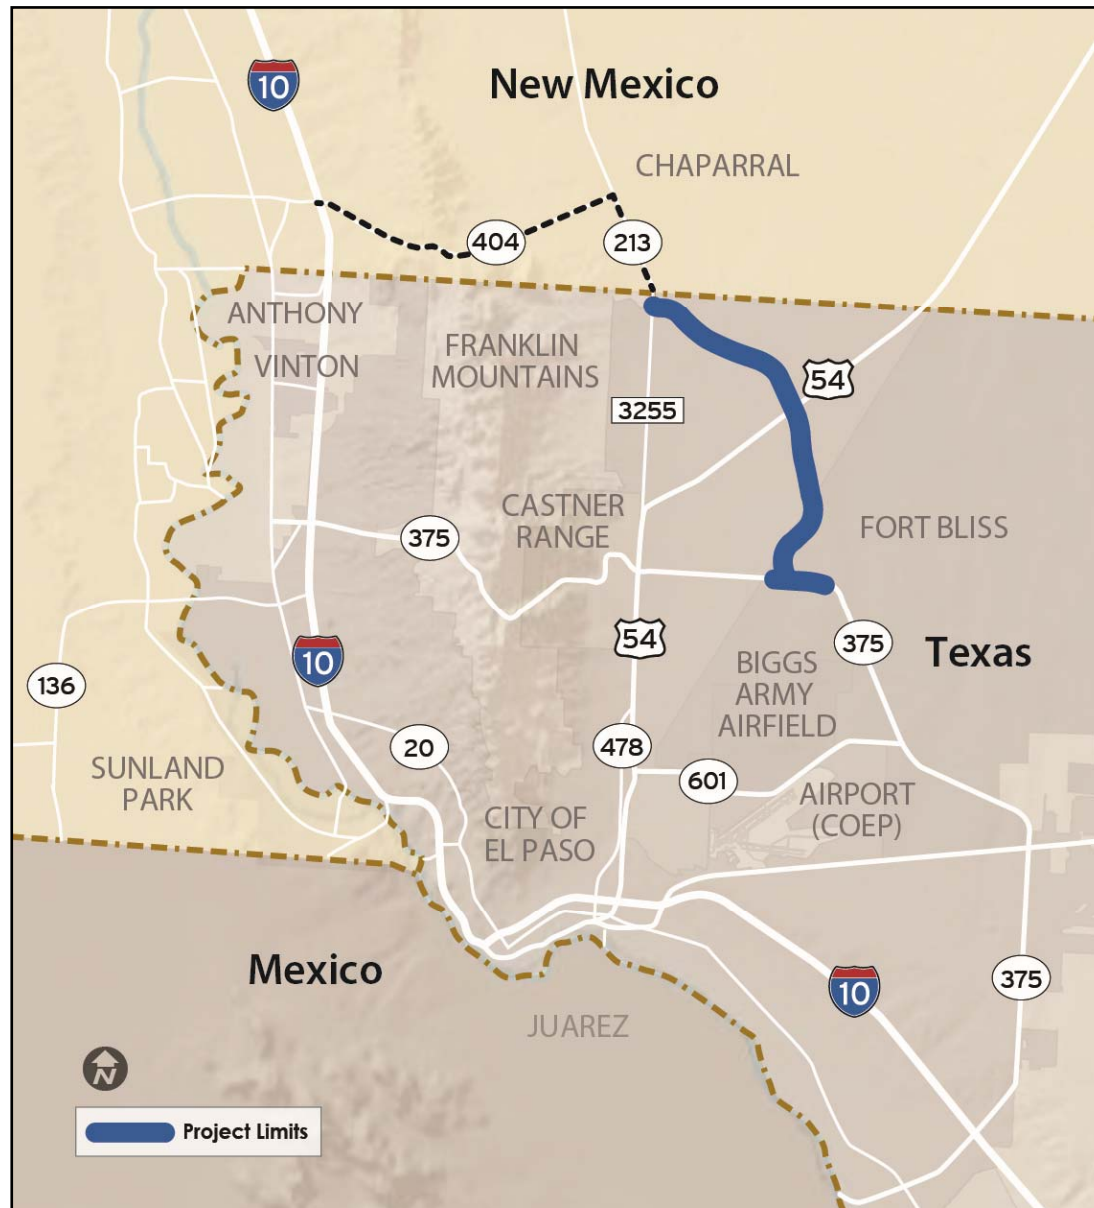 10
New Mexico
CHAPARRAL
404
213
ANTHONY
VINTON
FRANKLIN
MOUNTAINS
54
3255
CASTNER
RANGE
FORT BLISS
375
54
375
Texas
10
136
BIGGS
ARMY
AIRFIELD
20
478
601
SUNLAND
PARK
AIRPORT
(COEP)
CITY OF
EL PASO
Mexico
10
375
JUAREZ
N
Project Limits